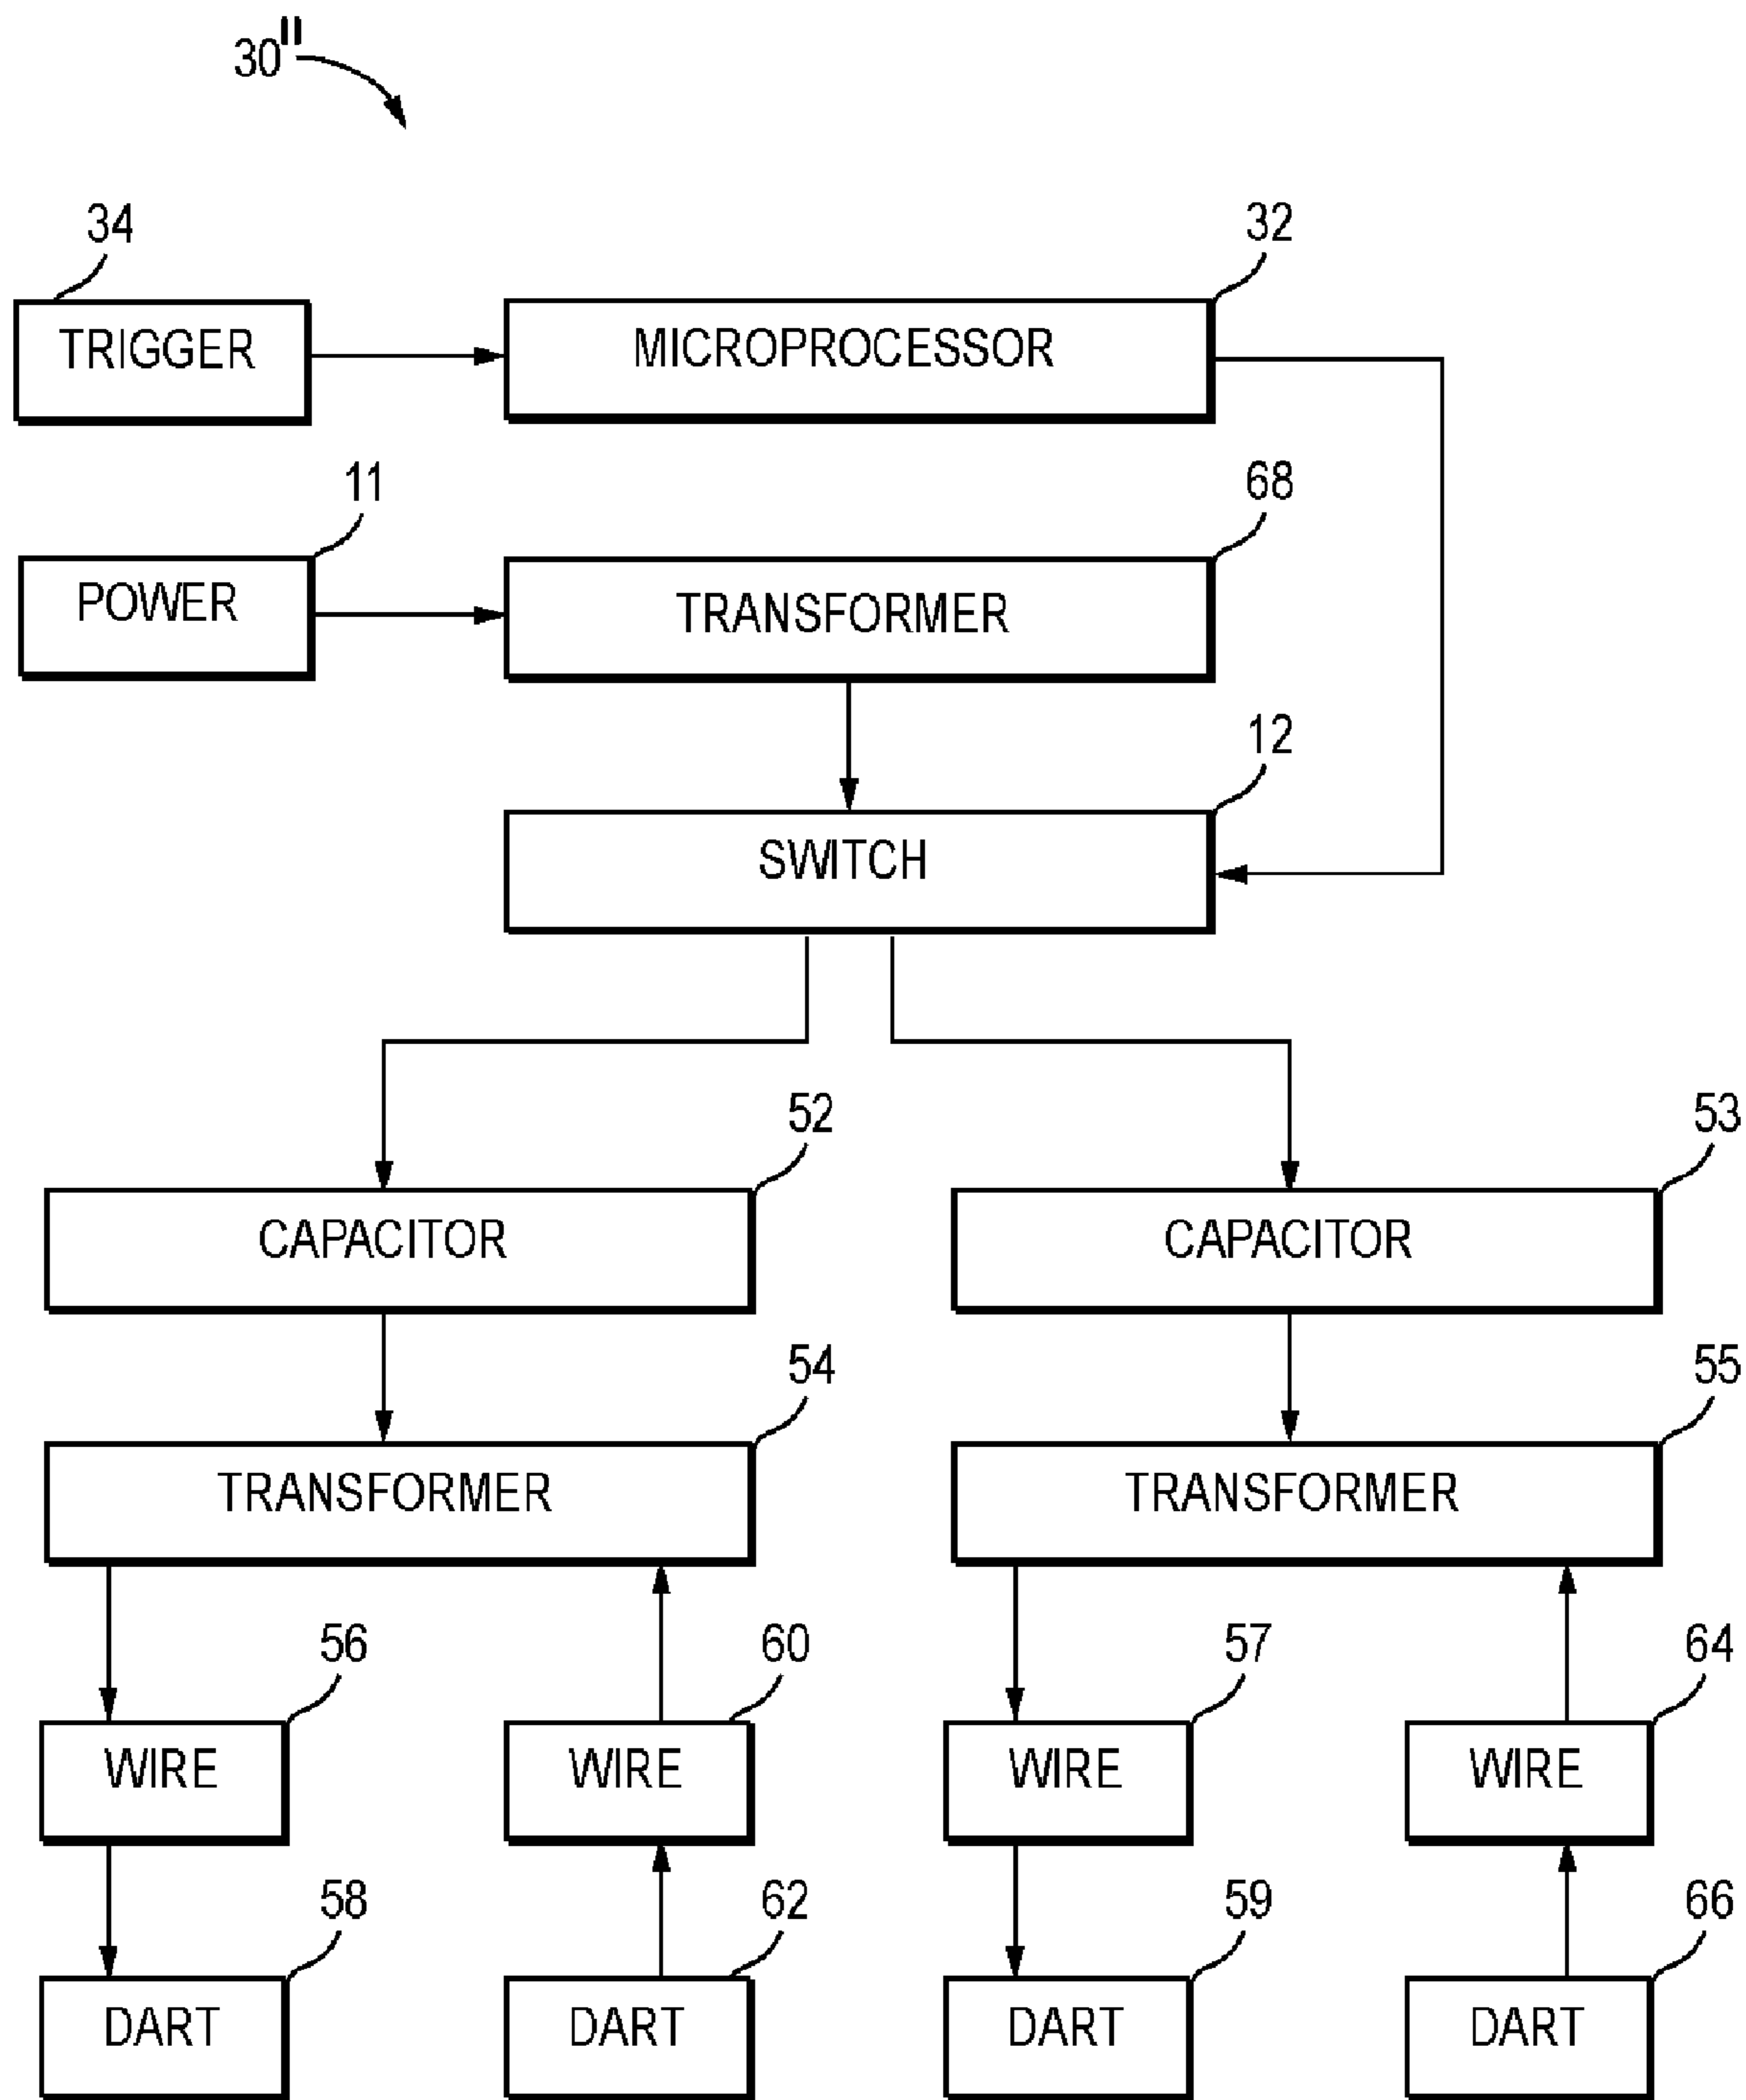 30"
34
32
TRIGGER
MICROPROCESSOR
11
68
POWER
TRANSFORMER
12
SWITCH
52
53
CAPACITOR
CAPACITOR
54
55
TRANSFORMER
TRANSFORMER
56
60
57
64
WIRE
WIRE
WIRE
WIRE
58
62
59
66
DART
DART
DART
DART